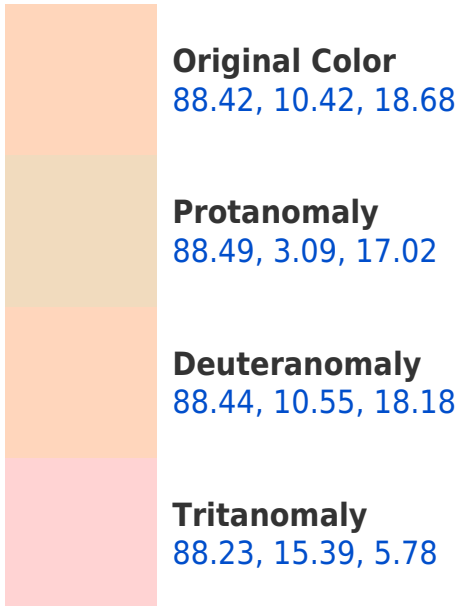 Original Color
88.42, 10.42, 18.68
Protanomaly
88.49, 3.09, 17.02
Deuteranomaly
88.44, 10.55, 18.18
Tritanomaly
88.23, 15.39, 5.78